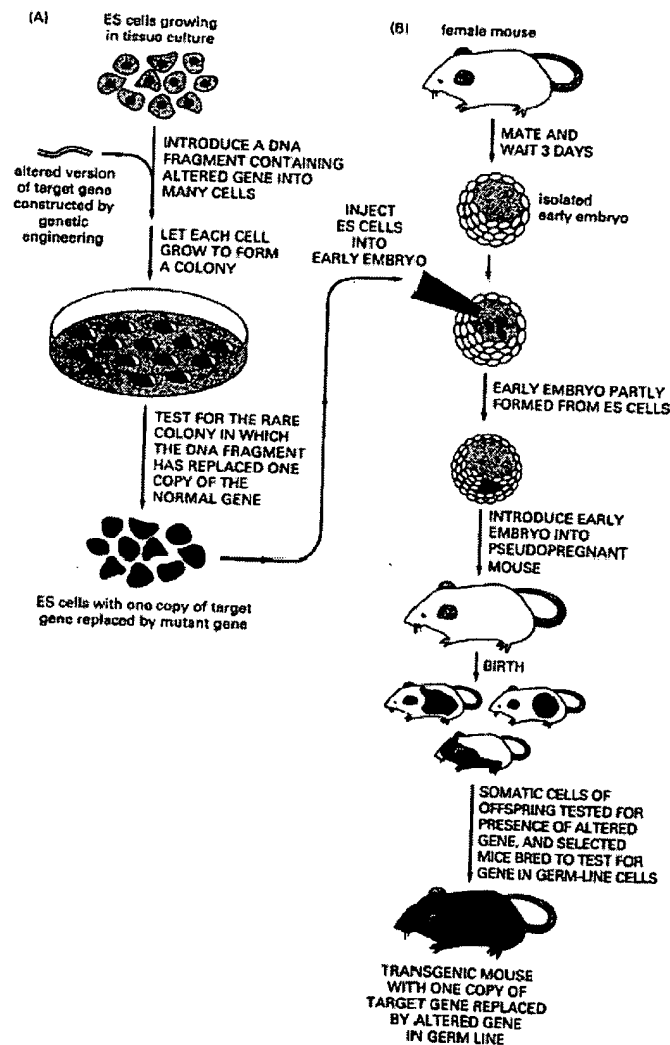 (A)
ES cells growing
in tissue culture
INTRODUCE A DNA
FRAGMENT CONTAINING
ALTERED GENE INTO
MANY CELLS
altered version
of target gene
constructed by
genetic
engineering
LET EACH CELL
GROW TO FORM
A COLONY
TEST FOR THE RARE
COLONY IN WHICH
THE DNA FRAGMENT
HAS REPLACED ONE
COPY OF THE
NORMAL GENE
ES cells with one copy of target
gene replaced by mutant gene
INJECT
ES CELLS
INTO
EARLY EMBRYO
(B)
female mouse
MATE AND
WAIT 3 DAYS
isolated
early embryo
EARLY EMBRYO PARTLY
FORMED FROM ES CELLS
INTRODUCE EARLY
EMBRYO INTO
PSEUDOPREGNANT
MOUSE
BIRTH
SOMATIC CELLS OF
OFFSPRING TESTED FOR
PRESENCE OF ALTERED
GENE, AND SELECTED
MICE BRED TO TEST FOR
GENE IN GERM-LINE CELLS
TRANSGENIC MOUSE
WITH ONE COPY OF
TARGET GENE REPLACED
BY ALTERED GENE
IN GERM LINE